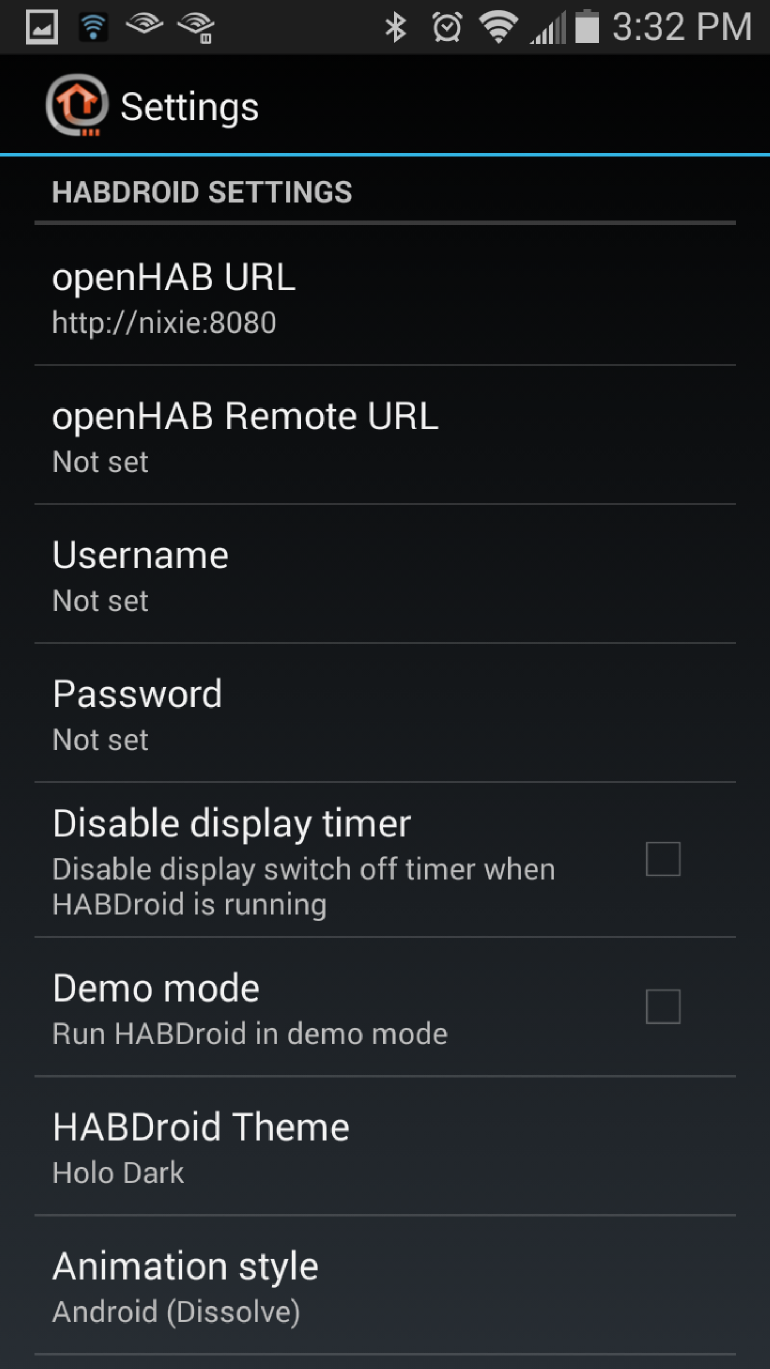 3:32 PM
Settings
HABDROID SETTINGS
openHAB URL
http://nixie:8080
openHAB Remote URL
Not set
Username
Not set
Password
Not set
Disable display timer
Disable display switch off timer when
HABDroid is running
Demo mode
Run HABDroid in demo mode
HABDroid Theme
Holo Dark
Animation style
Android (Dissolve)